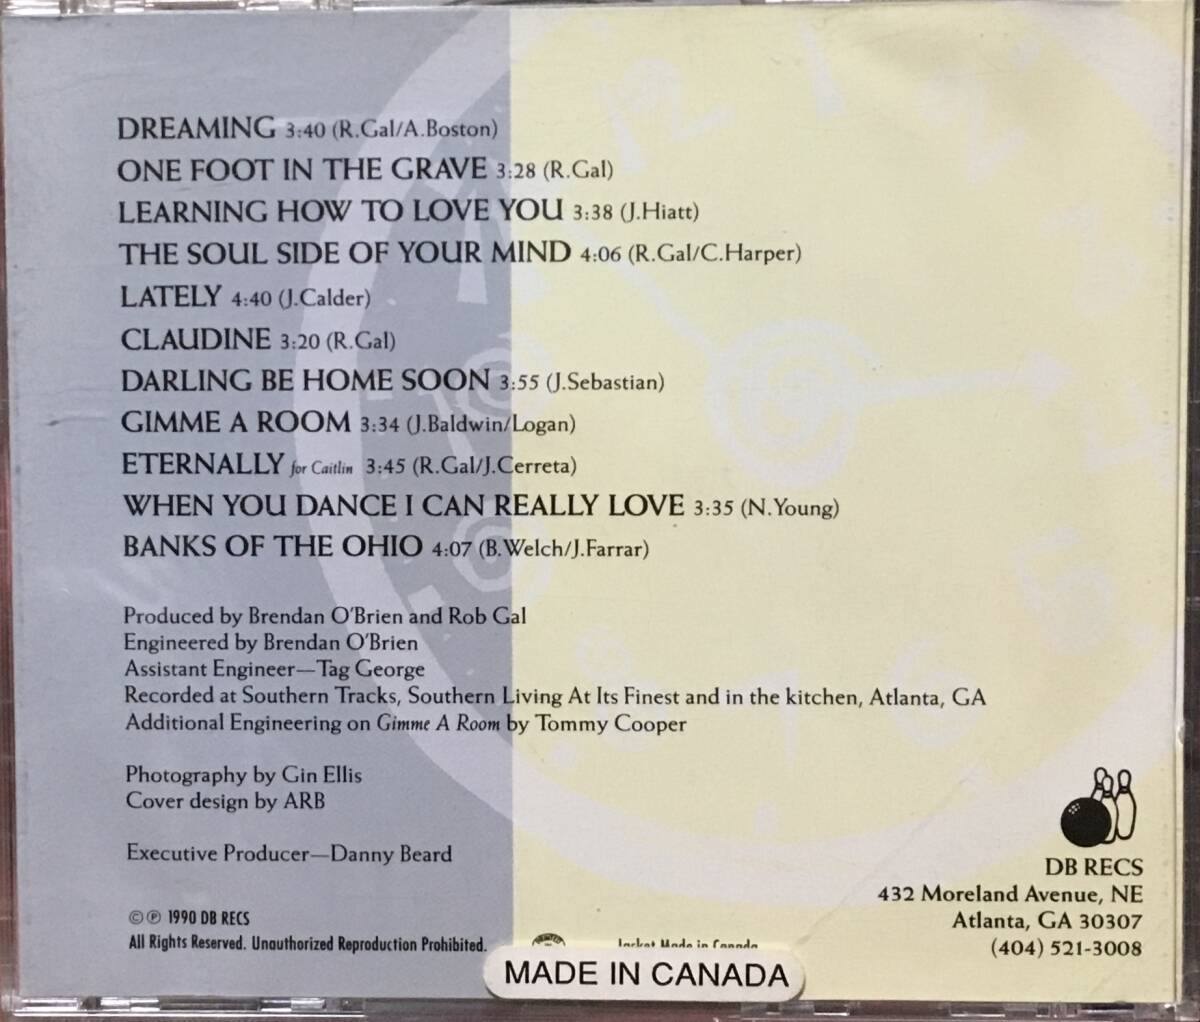 DREAMING 3:40 (R.Gal/A.Boston)
ONE FOOT IN THE GRAVE 3:28 (R.Gal)
LEARNING HOW TO LOVE YOU 3:38 (J.Hiatt)
THE SOUL SIDE OF YOUR MIND 4:06 (R.Gal/C.Harper)
LATELY 4:40 (J.Calder)
CLAUDINE 3:20 (R.Gal)
DARLING BE HOME SOON 3:55 (J.Sebastian)
GIMME A ROOM 3:34 (J.Baldwin/Logan)
ETERNALLY for Caitlin 3:45 (R.Gal/J.Cerreta)
WHEN YOU DANCE I CAN REALLY LOVE 3:35 (N.Young)
BANKS OF THE OHIO 4:07 (B.Welch/J.Farrar)
Produced by Brendan O'Brien and Rob Gal
Engineered by Brendan O'Brien
Assistant Engineer—Tag George
Recorded at Southern Tracks, Southern Living At Its Finest and in the kitchen, Atlanta, GA
Additional Engineering on Gimme A Room by Tommy Cooper
Photography by Gin Ellis
Cover design by ARB
Executive Producer—Danny Beard
©℗ 1990 DB RECS
All Rights Reserved. Unauthorized Reproduction Prohibited.
Jacket Made in Canada
MADE IN CANADA
DB RECS
432 Moreland Avenue, NE
Atlanta, GA 30307
(404) 521-3008